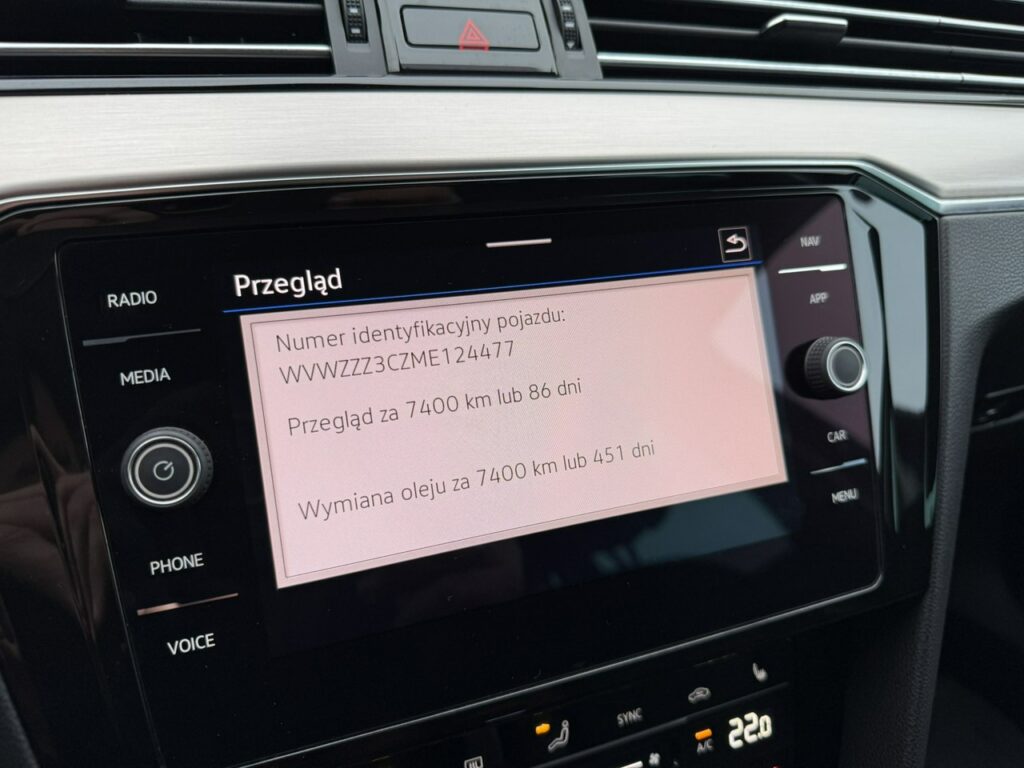 Przegląd
Numer identyfikacyjny pojazdu:
WVWZZZ3CZME124477
Przegląd za 7400 km lub 86 dni
Wymiana oleju za 7400 km lub 451 dni
RADIO
MEDIA
PHONE
VOICE
NAV
APP
CAR
MENU
SYNC
A/C
22.0